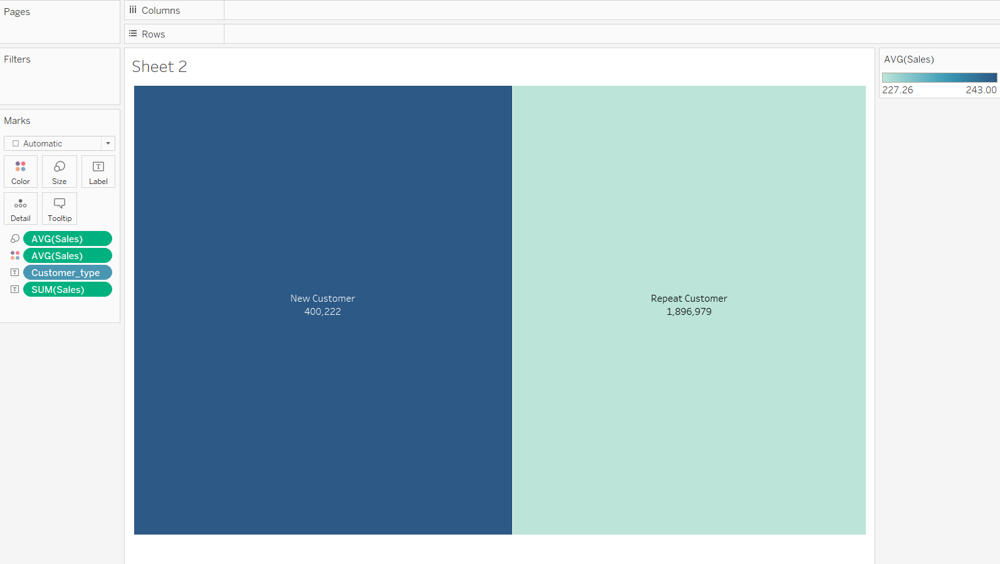 Pages
Columns
Rows
Filters
Marks
Automatic
Color
Size
T
Label
Detail
Tooltip
AVG(Sales)
AVG(Sales)
T
Customer_type
T
SUM(Sales)
Sheet 2
New Customer
400,222
Repeat Customer
1,896,979
AVG(Sales)
227.26
243.00